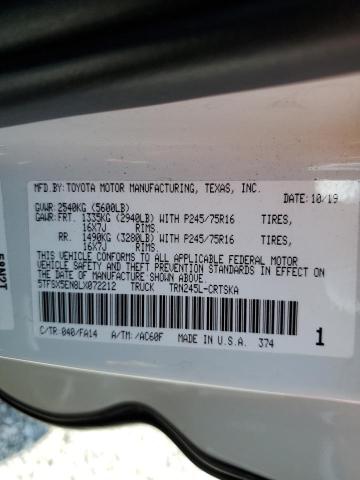 MFD.BY:TOYOTA MOTOR MANUFACTURING, TEXAS, INC.
GVWR: 2540KG (5600LB) DATE: 10/19
GAWR:FRT. 1335KG (2940LB) WITH P245/75R16 TIRES,
16X7J RIMS.
RR. 1490KG (3280LB) WITH P245/75R16 TIRES,
16X7J RIMS.
THIS VEHICLE CONFORMS TO ALL APPLICABLE FEDERAL MOTOR
VEHICLE SAFETY AND THEFT PREVENTION STANDARDS IN EFFECT ON
THE DATE OF MANUFACTURE SHOWN ABOVE.
5TFSX5EN0LX072212 TRUCK TRN245L-CRTSKA
C/TR:040/FA14 A/TM: /AC60F MADE IN U.S.A. 374 1